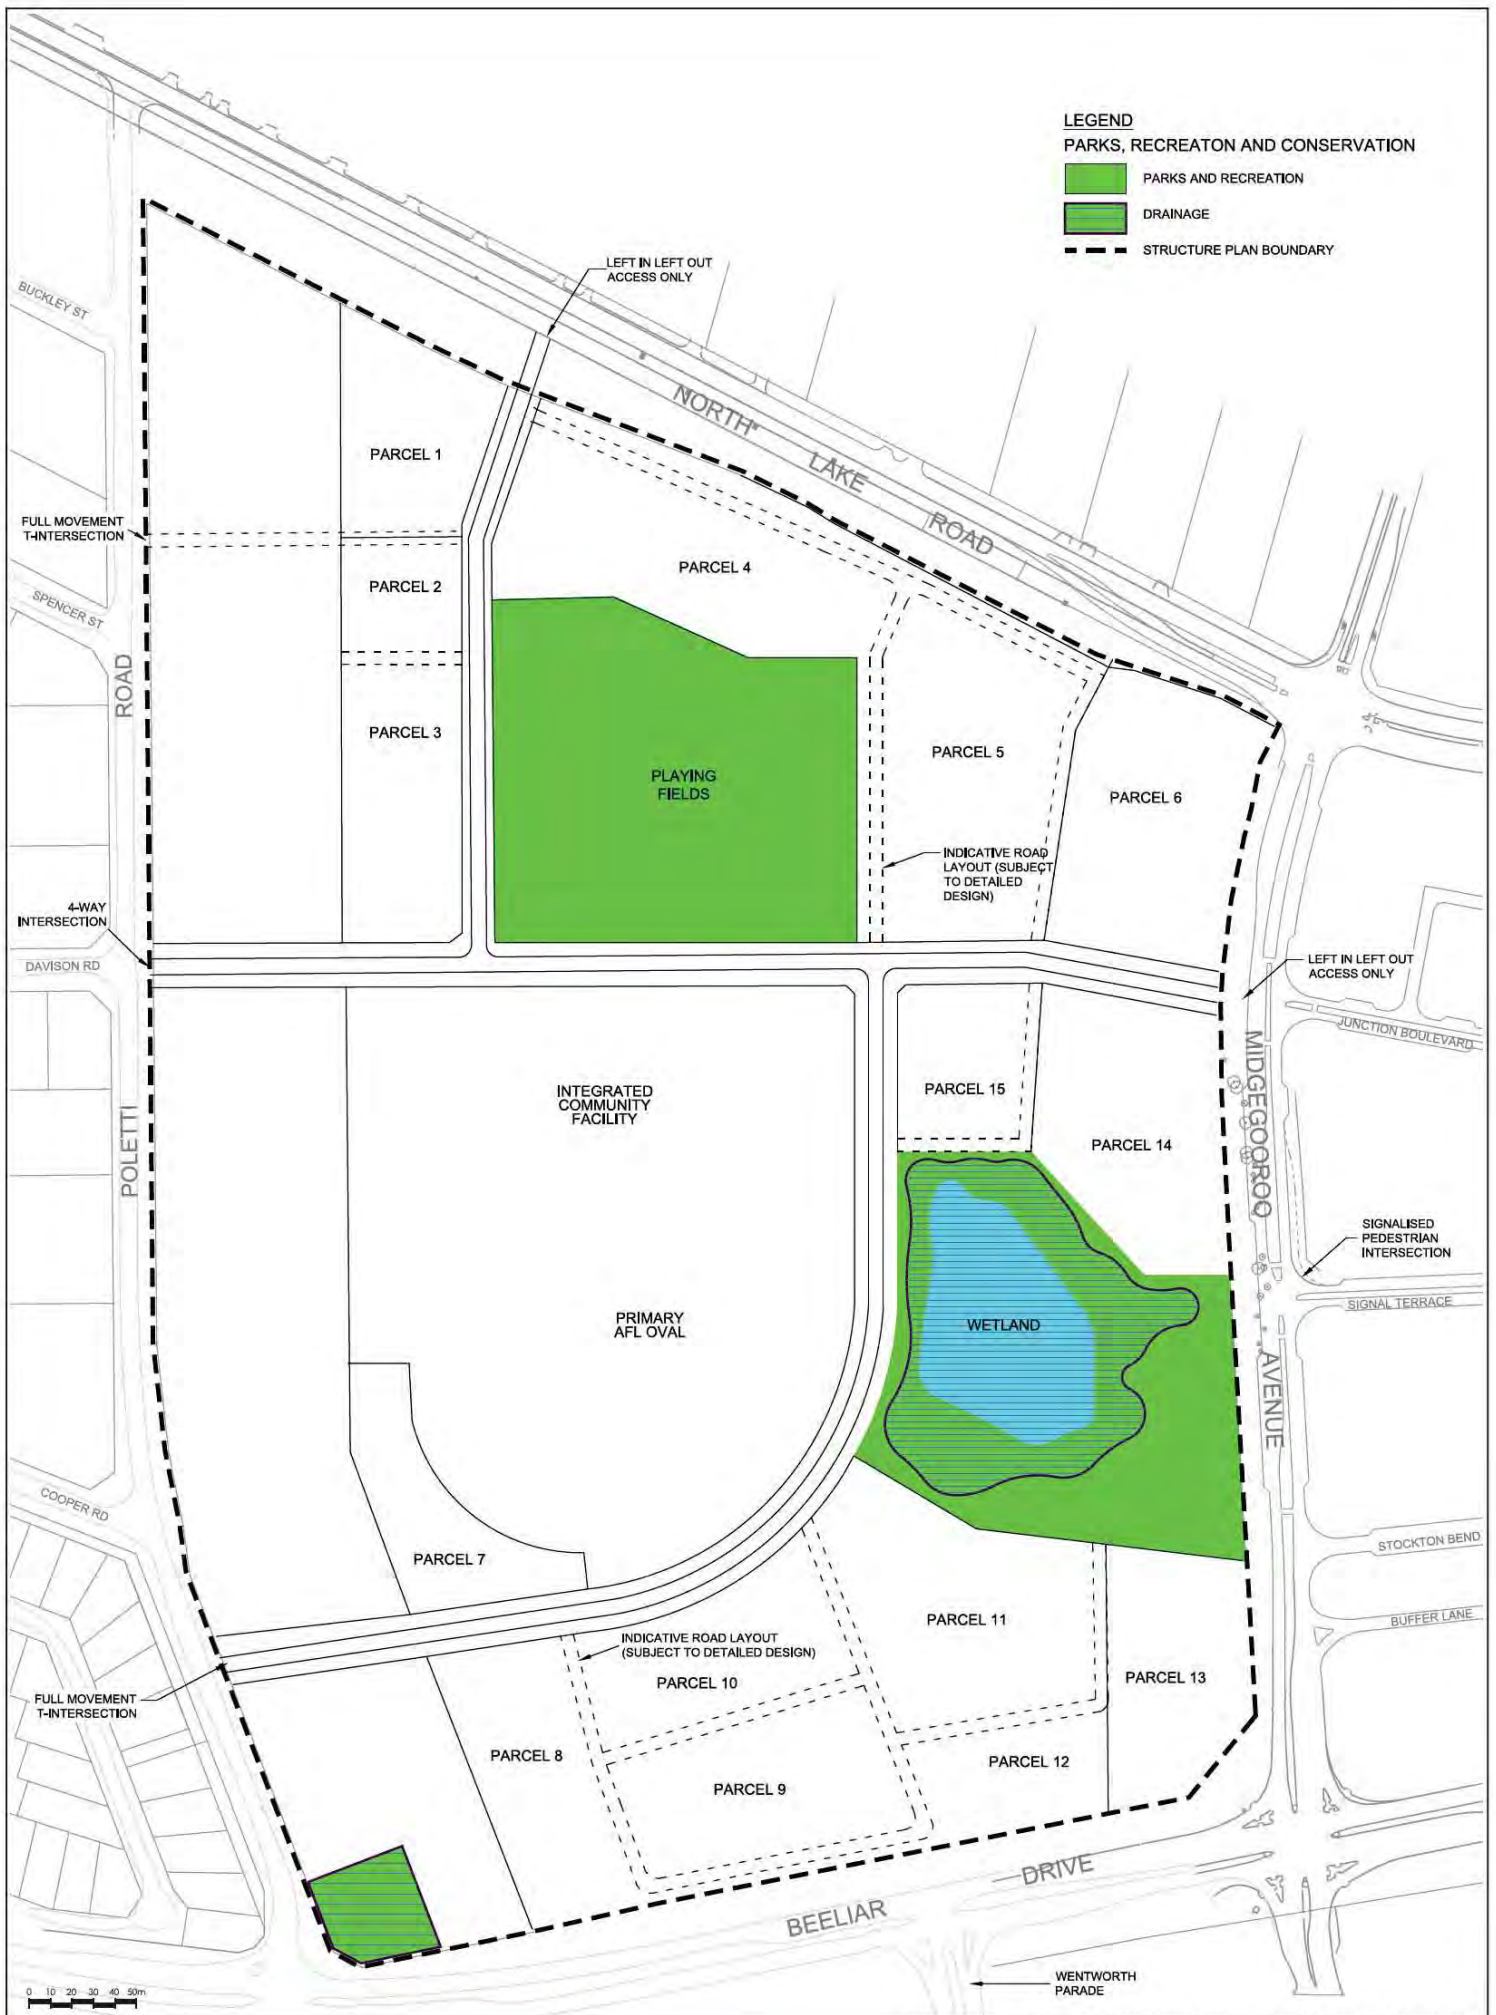 LEGEND
PARKS, RECREATON AND CONSERVATION
PARKS AND RECREATION
DRAINAGE
STRUCTURE PLAN BOUNDARY
LEFT IN LEFT OUT
ACCESS ONLY
BUCKLEY ST
NORTH
LAKE
ROAD
PARCEL 1
FULL MOVEMENT
T-INTERSECTION
PARCEL 4
PARCEL 2
SPENCER ST
ROAD
PARCEL 3
PLAYING
FIELDS
PARCEL 5
PARCEL 6
INDICATIVE ROAD
LAYOUT (SUBJECT
TO DETAILED
DESIGN)
4-WAY
INTERSECTION
DAVISON RD
LEFT IN LEFT OUT
ACCESS ONLY
JUNCTION BOULEVARD
MIDGEGOOROO
INTEGRATED
COMMUNITY
FACILITY
PARCEL 15
PARCEL 14
POLETTI
SIGNALISED
PEDESTRIAN
INTERSECTION
SIGNAL TERRACE
PRIMARY
AFL OVAL
WETLAND
AVENUE
COOPER RD
STOCKTON BEND
PARCEL 7
BUFFER LANE
PARCEL 11
INDICATIVE ROAD LAYOUT
(SUBJECT TO DETAILED DESIGN)
PARCEL 10
PARCEL 13
FULL MOVEMENT
T-INTERSECTION
PARCEL 8
PARCEL 12
PARCEL 9
DRIVE
BEELIAR
WENTWORTH
PARADE
0 10 20 30 40 50m